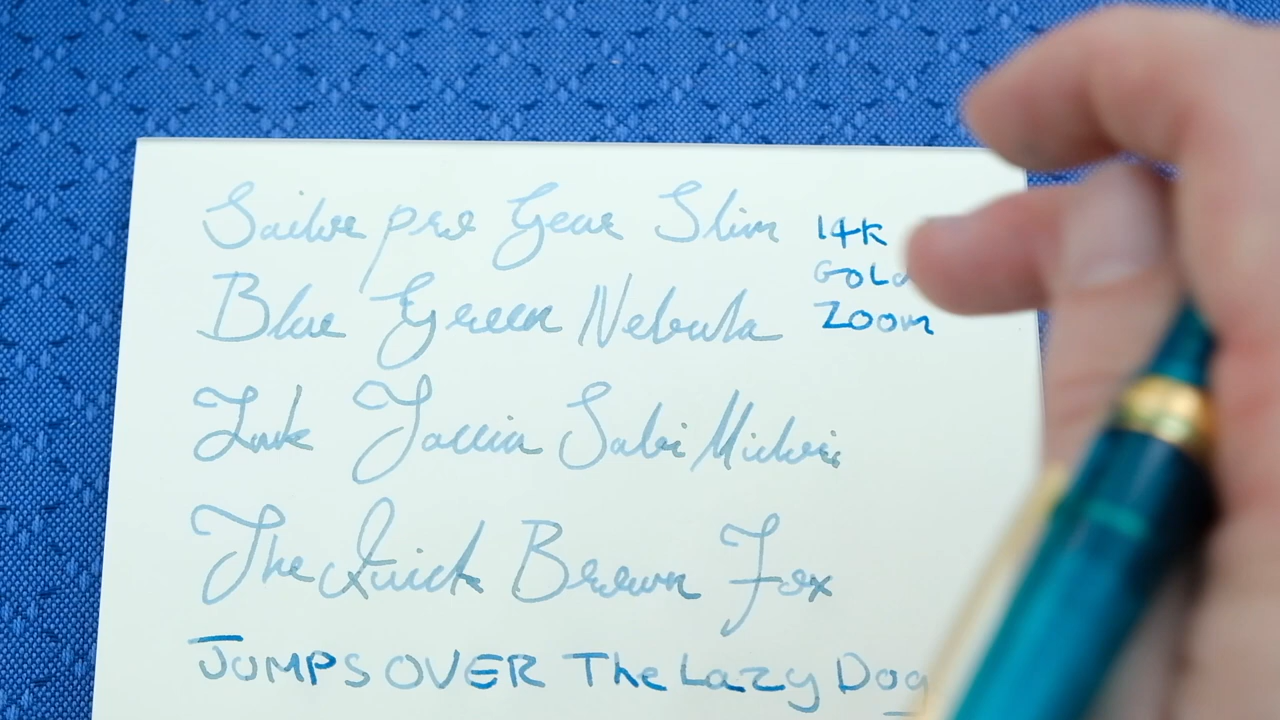 Sailor pro Gear Slim 14K
Gold
Blue Green Nebula Zoom
Ink Taccia Sabi Midori
The Quick Brown Fox
JUMPS OVER The Lazy Dog